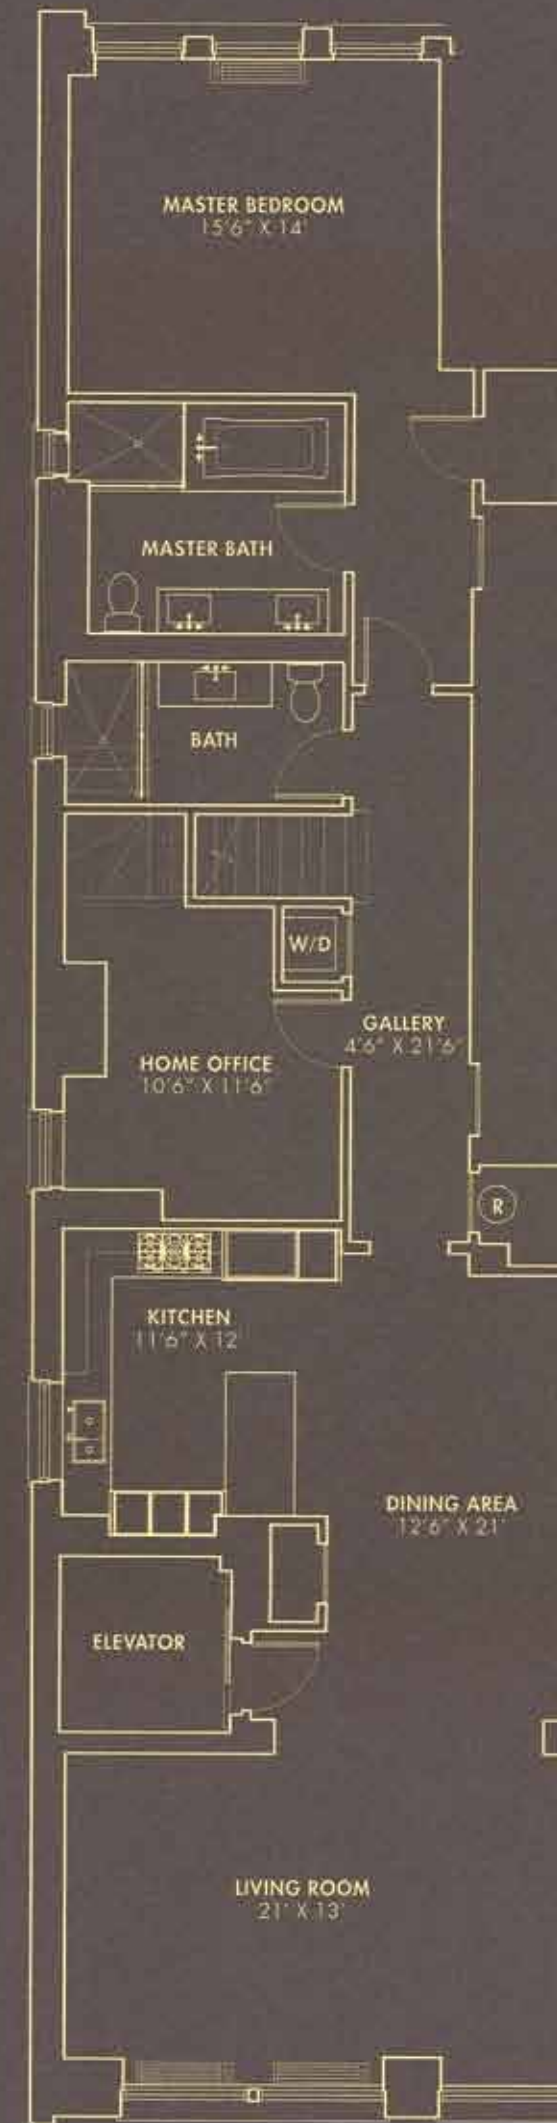 MASTER BEDROOM
15'6" X 14'
MASTER BATH
BATH
W/D
GALLERY
4'6" X 21'6"
HOME OFFICE
10'6" X 11'6"
R
KITCHEN
11'6" X 12'
DINING AREA
12'6" X 21'
ELEVATOR
LIVING ROOM
21' X 13'